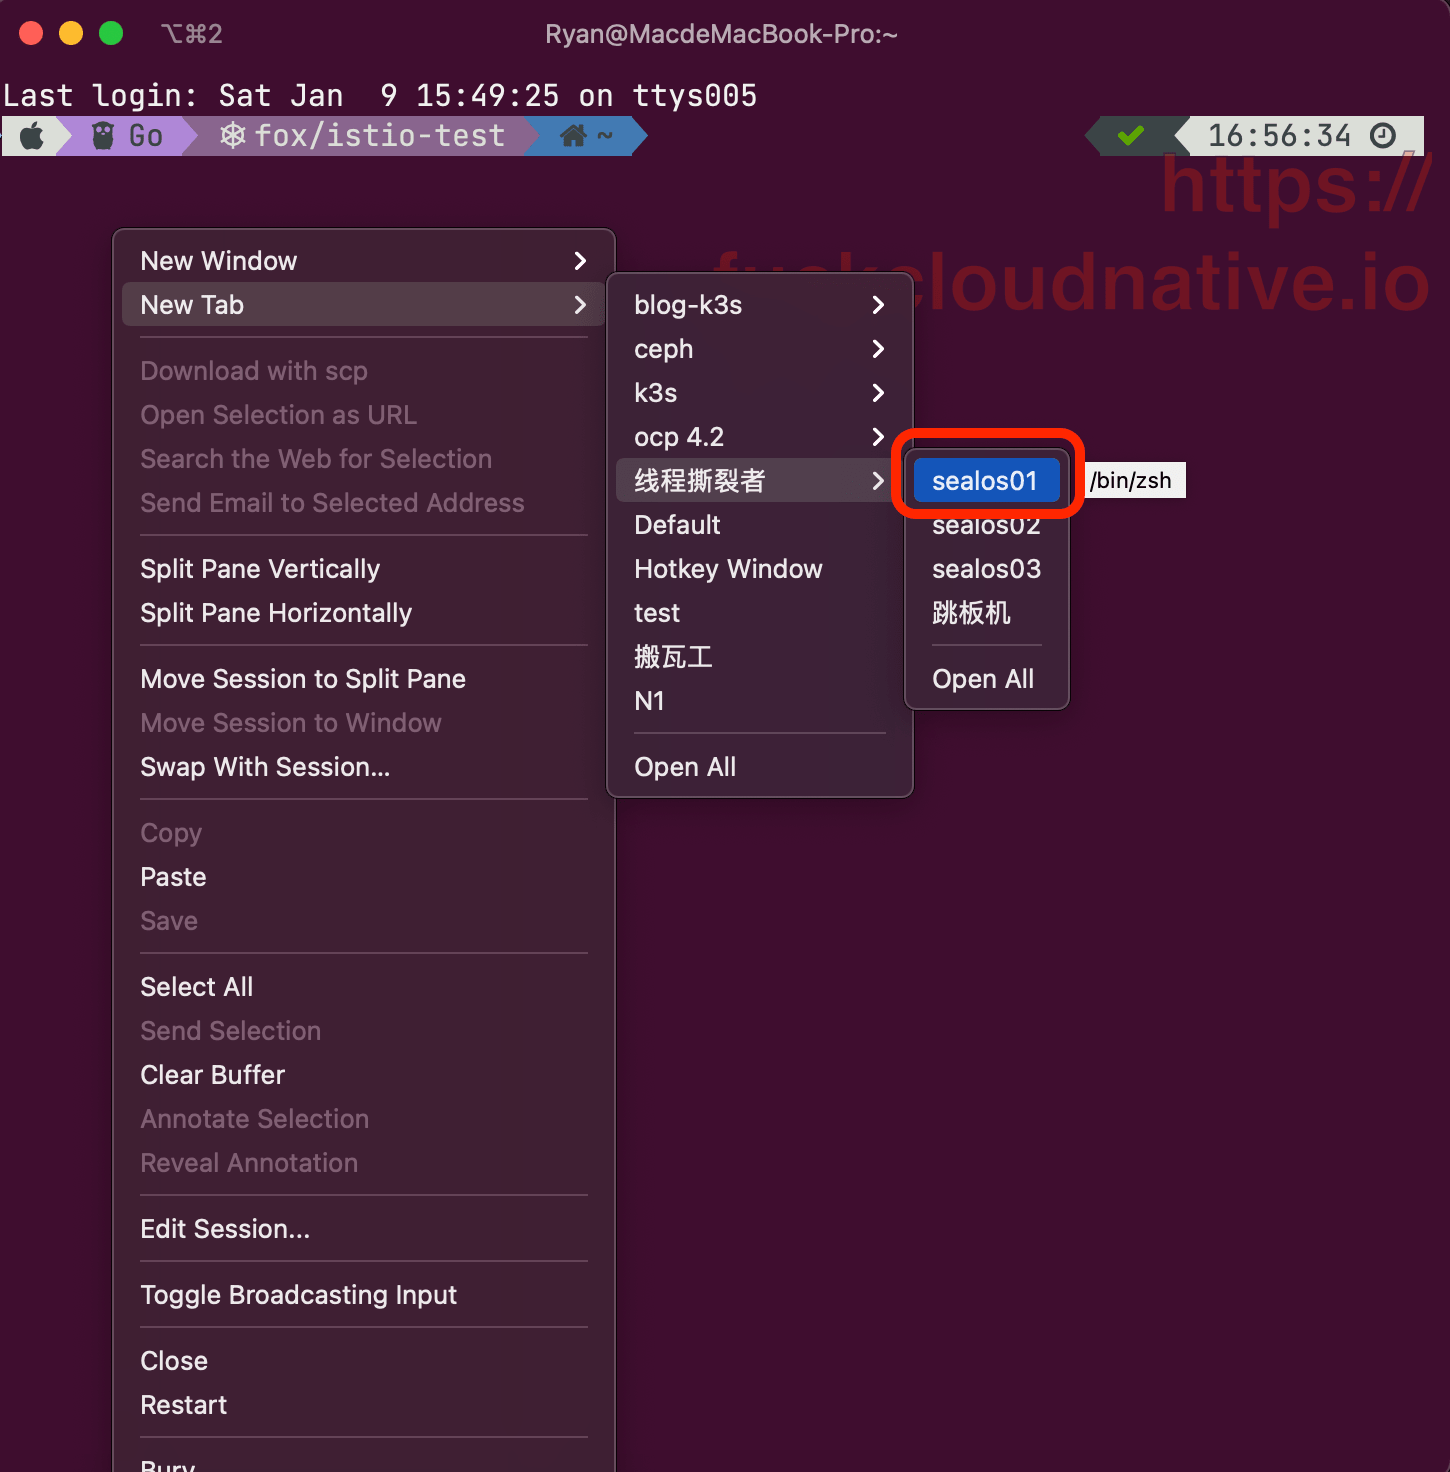 ⌥⌘2
Ryan@MacdeMacBook-Pro:~
Last login: Sat Jan  9 15:49:25 on ttys005
Go fox/istio-test ~
16:56:34
https://
fuckcloudnative.io
New Window
New Tab
Download with scp
Open Selection as URL
Search the Web for Selection
Send Email to Selected Address
Split Pane Vertically
Split Pane Horizontally
Move Session to Split Pane
Move Session to Window
Swap With Session...
Copy
Paste
Save
Select All
Send Selection
Clear Buffer
Annotate Selection
Reveal Annotation
Edit Session...
Toggle Broadcasting Input
Close
Restart
Bury
blog-k3s
ceph
k3s
ocp 4.2
线程撕裂者
Default
Hotkey Window
test
搬瓦工
N1
Open All
sealos01
sealos02
sealos03
跳板机
Open All
/bin/zsh